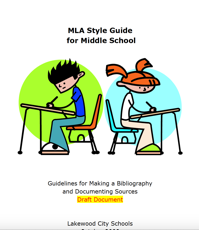 MLA Style Guide
for Middle School
Guidelines for Making a Bibliography
and Documenting Sources
Draft Document
Lakewood City Schools